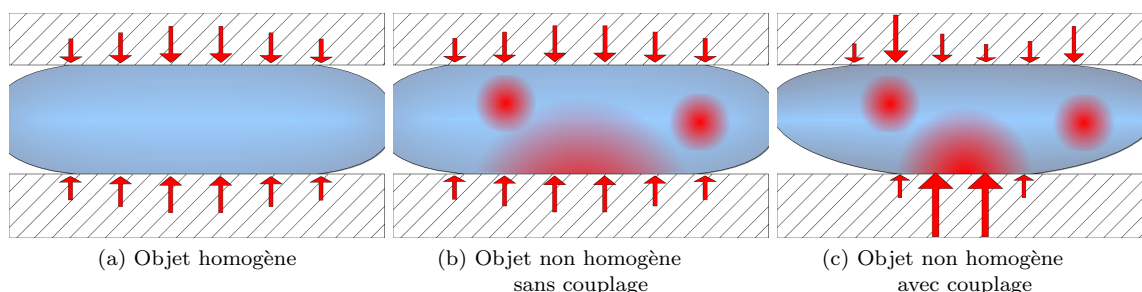 (a) Objet homogène
(b) Objet non homogène
sans couplage
(c) Objet non homogène
avec couplage